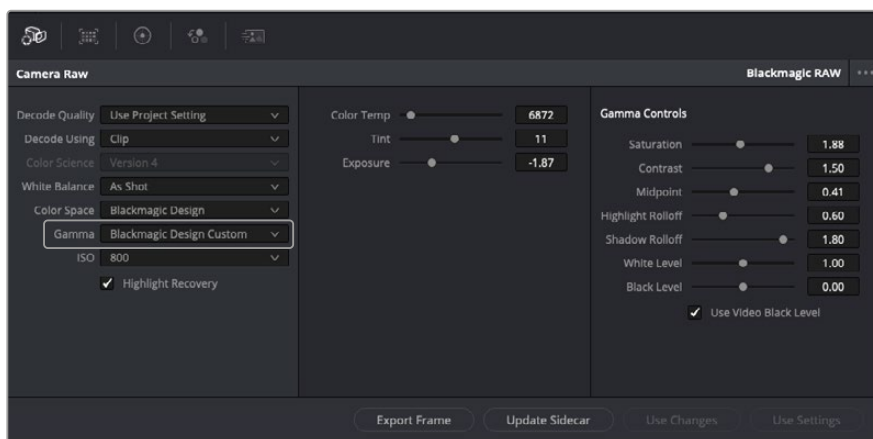 Camera Raw
Blackmagic RAW
Decode Quality Use Project Setting
Decode Using Clip
Color Science Version 4
White Balance As Shot
Color Space Blackmagic Design
Gamma Blackmagic Design Custom
ISO 800
Highlight Recovery
Color Temp 6872
Tint 11
Exposure -1.87
Gamma Controls
Saturation 1.88
Contrast 1.50
Midpoint 0.41
Highlight Rolloff 0.60
Shadow Rolloff 1.80
White Level 1.00
Black Level 0.00
Use Video Black Level
Export Frame
Update Sidecar
Use Changes
Use Settings